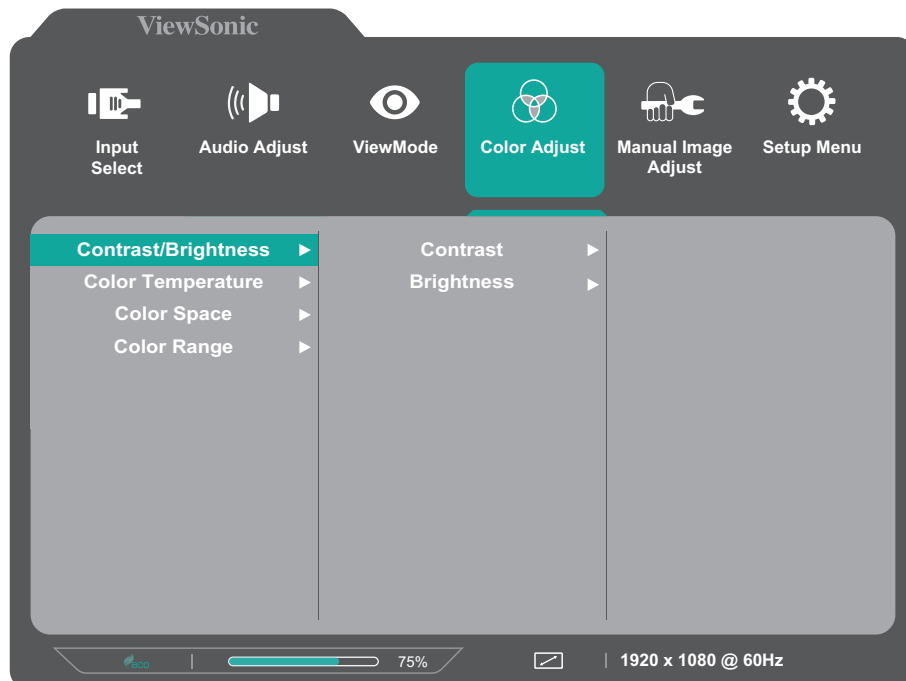 ViewSonic
Input
Select
Audio Adjust
ViewMode
Color Adjust
Manual Image
Adjust
Setup Menu
Contrast/Brightness
Contrast
Color Temperature
Brightness
Color Space
Color Range
eco
75%
1920 x 1080 @ 60Hz